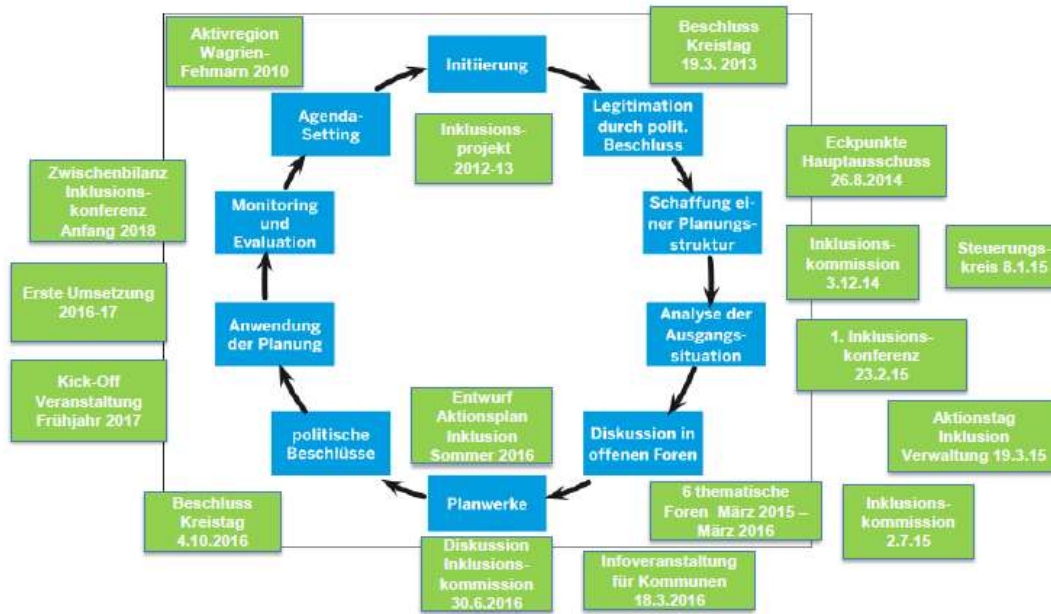 Aktivregion
Wagrien-
Fehmarn 2010
Initiierung
Beschluss
Kreistag
19.3. 2013
Agenda-
Setting
Inklusions-
projekt
2012-13
Legitimation
durch polit.
Beschluss
Eckpunkte
Hauptausschuss
26.8.2014
Zwischenbilanz
Inklusions-
konferenz
Anfang 2018
Monitoring
und
Evaluation
Schaffung ei
ner Planungs-
struktur
Inklusions-
kommission
3.12.14
Steuerungs-
kreis 8.1.15
Erste Umsetzung
2016-17
Anwendung
der Planung
Analyse der
Ausgangs-
situation
1. Inklusions-
konferenz
23.2.15
Kick-Off
Veranstaltung
Frühjahr 2017
politische
Beschlüsse
Entwurf
Aktionsplan
Inklusion
Sommer 2016
Diskussion in
offenen Foren
Aktionstag
Inklusion
Verwaltung 19.3.15
Beschluss
Kreistag
4.10.2016
Planwerke
6 thematische
Foren März 2015 –
März 2016
Inklusions-
kommission
2.7.15
Diskussion
Inklusions-
kommission
30.6.2016
Infoveranstaltung
für Kommunen
18.3.2016